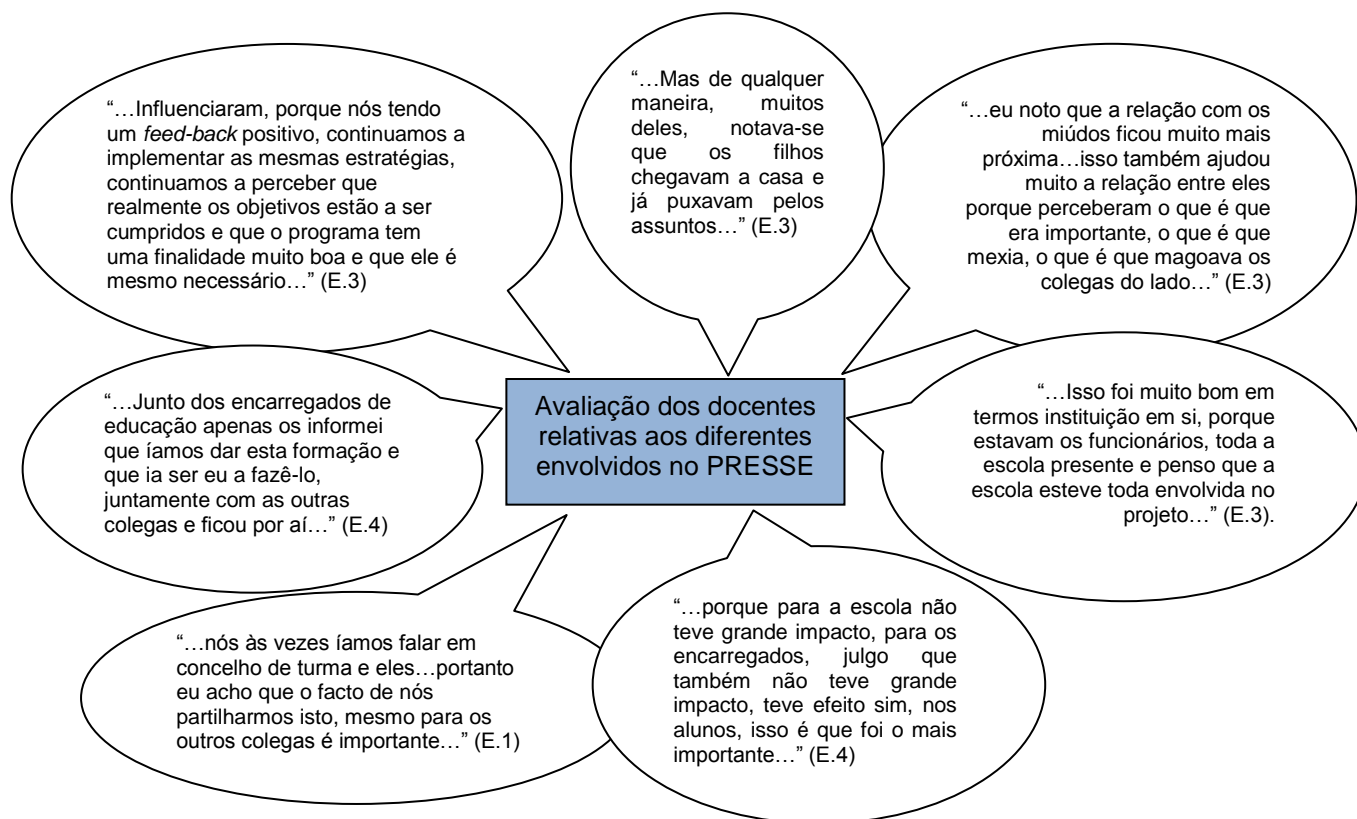 “…Influenciaram, porque nós tendo
um feed-back positivo, continuamos a
implementar as mesmas estratégias,
continuamos a perceber que
realmente os objetivos estão a ser
cumpridos e que o programa tem
uma finalidade muito boa e que ele é
mesmo necessário…” (E.3)
“…Mas de qualquer
maneira, muitos
deles, notava-se
que os filhos
chegavam a casa e
já puxavam pelos
assuntos…” (E.3)
“…eu noto que a relação com os
miúdos ficou muito mais
próxima…isso também ajudou
muito a relação entre eles
porque perceberam o que é que
era importante, o que é que
mexia, o que é que magoava os
colegas do lado…” (E.3)
“…Junto dos encarregados de
educação apenas os informei
que íamos dar esta formação e
que ia ser eu a fazê-lo,
juntamente com as outras
colegas e ficou por aí…” (E.4)
Avaliação dos docentes
relativas aos diferentes
envolvidos no PRESSE
“…Isso foi muito bom em
termos instituição em si, porque
estavam os funcionários, toda a
escola presente e penso que a
escola esteve toda envolvida no
projeto…” (E.3).
“…nós às vezes íamos falar em
concelho de turma e eles…portanto
eu acho que o facto de nós
partilharmos isto, mesmo para os
outros colegas é importante…” (E.1)
“…porque para a escola não
teve grande impacto, para os
encarregados, julgo que
também não teve grande
impacto, teve efeito sim, nos
alunos, isso é que foi o mais
importante…” (E.4)